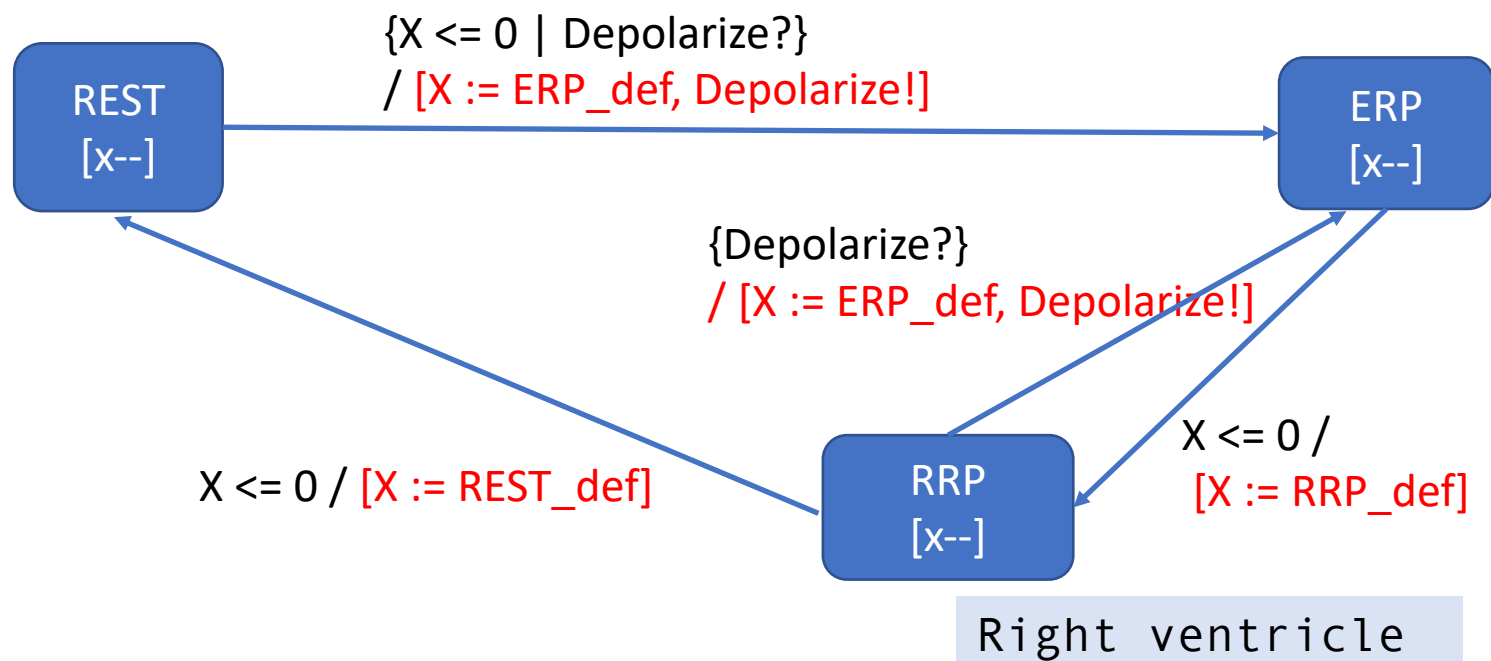 {X <= 0 | Depolarize?}
/ [X := ERP_def, Depolarize!]
REST
[x--]
ERP
[x--]
{Depolarize?}
/ [X := ERP_def, Depolarize!]
X <= 0 /
[X := RRP_def]
X <= 0 / [X := REST_def]
RRP
[x--]
Right ventricle